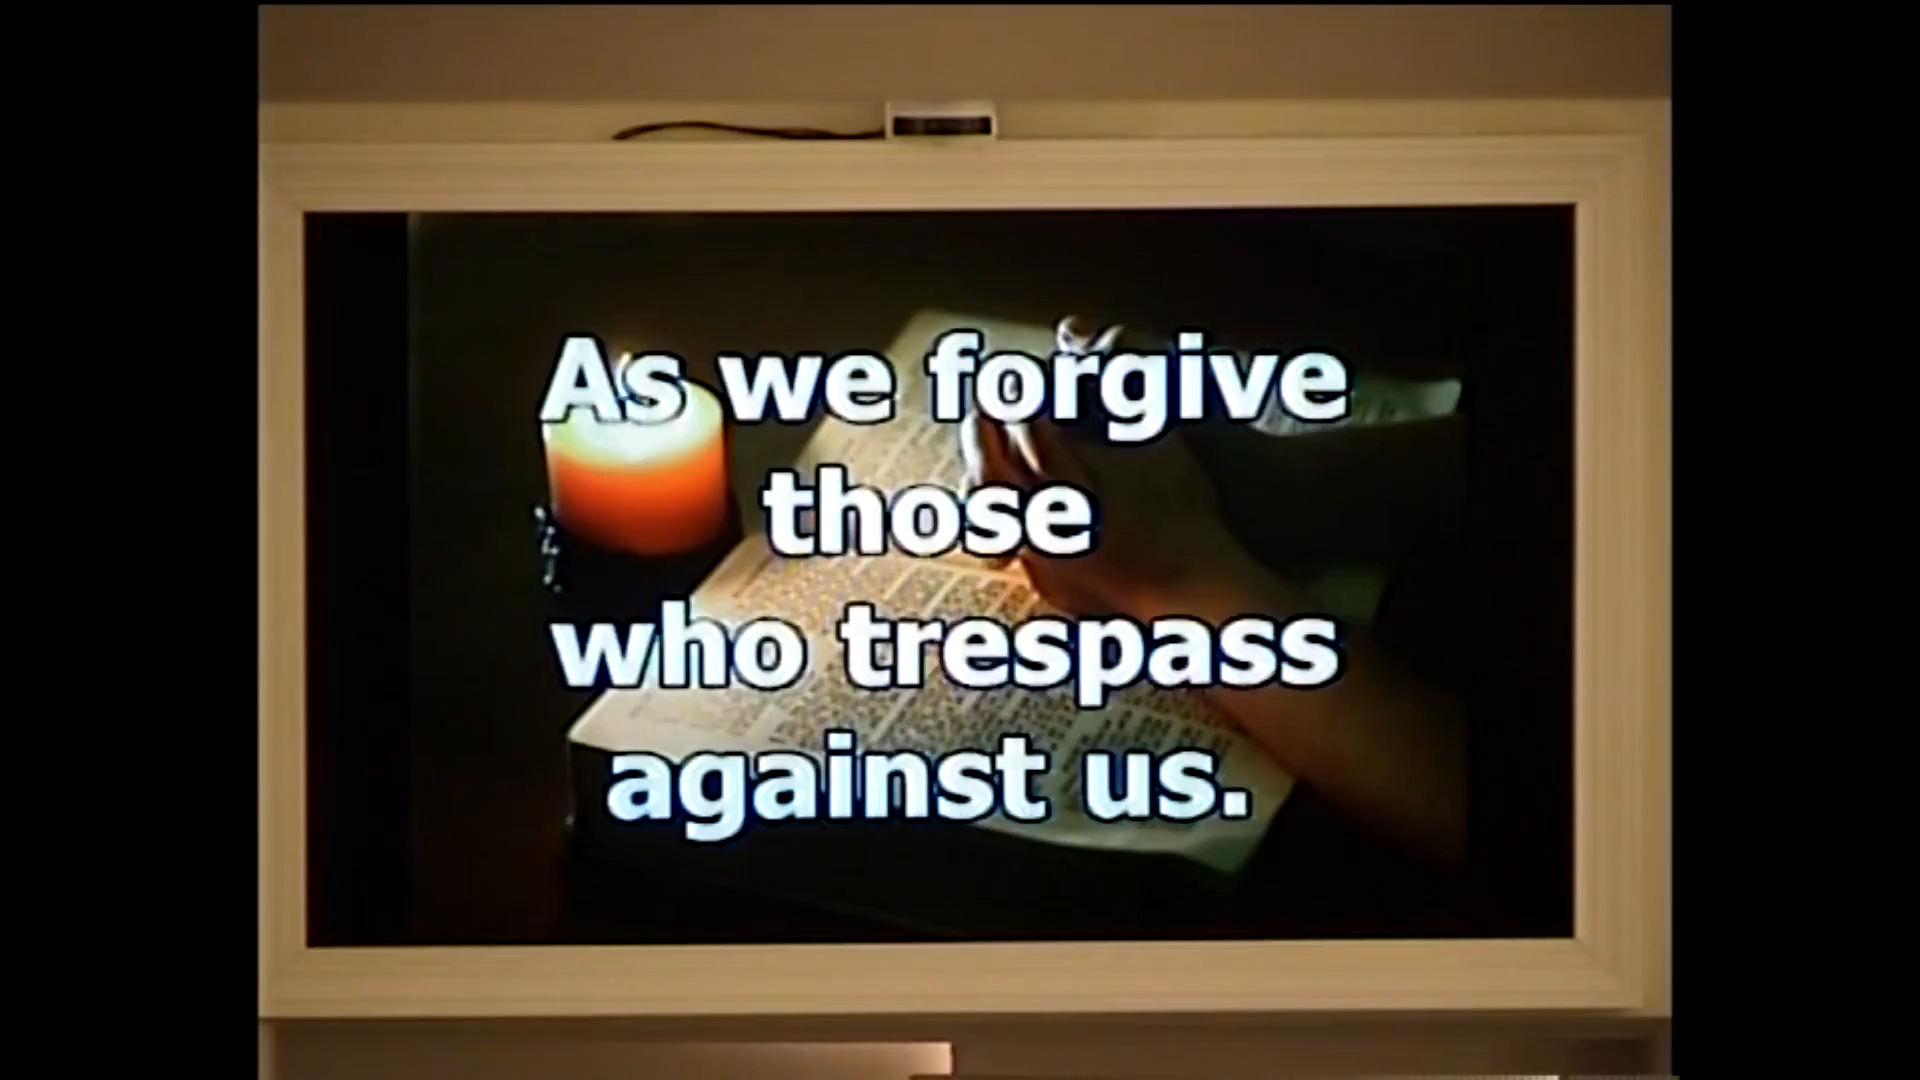 As we forgive
those
who trespass
against us.